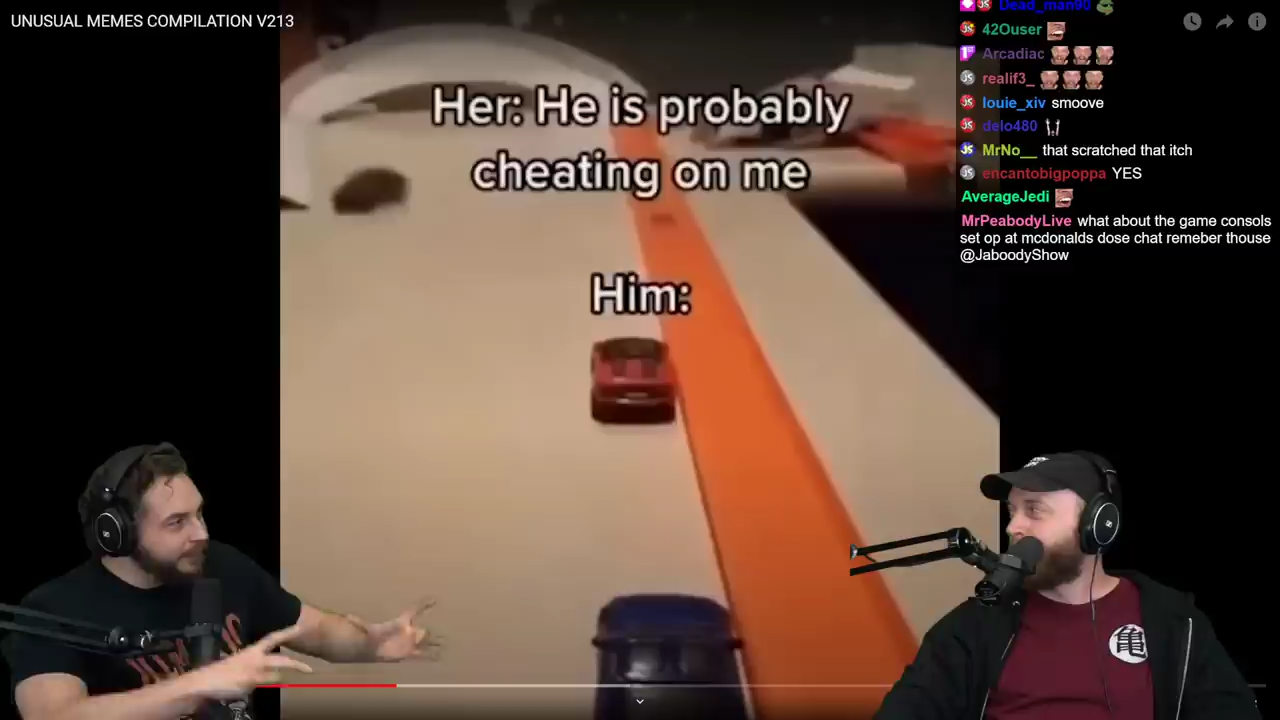 UNUSUAL MEMES COMPILATION V213
Her: He is probably
cheating on me
Him:
Dead_man90
42Ouser
Arcadiac
realif3_
louie_xiv smoove
delo480
MrNo__ that scratched that itch
encantobigpoppa YES
AverageJedi
MrPeabodyLive what about the game consols
set op at mcdonalds dose chat remeber thouse
@JaboodyShow
亀